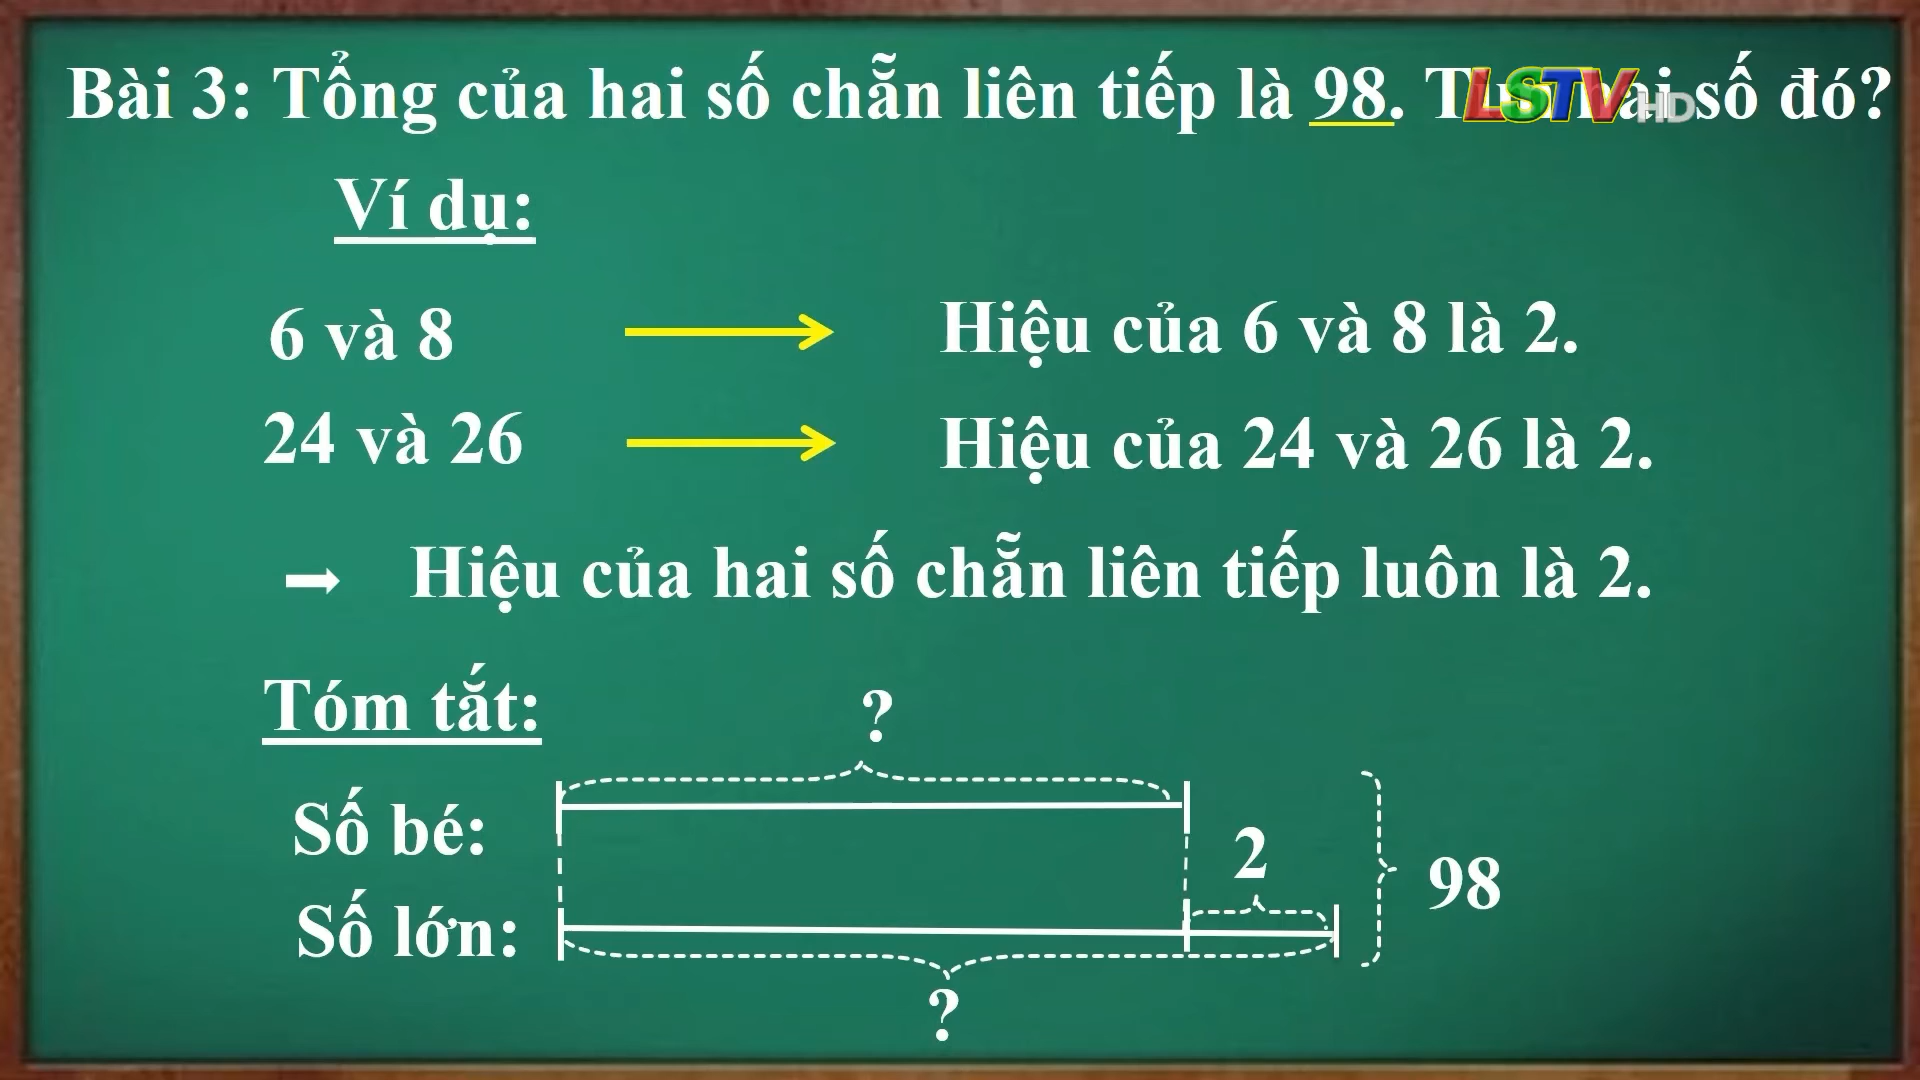 Bài 3: Tổng của hai số chẵn liên tiếp là 98. hai số đó?
LSTV HD
Ví dụ:
6 và 8 Hiệu của 6 và 8 là 2.
24 và 26 Hiệu của 24 và 26 là 2.
→ Hiệu của hai số chẵn liên tiếp luôn là 2.
Tóm tắt:
?
Số bé:
2
98
Số lớn:
?